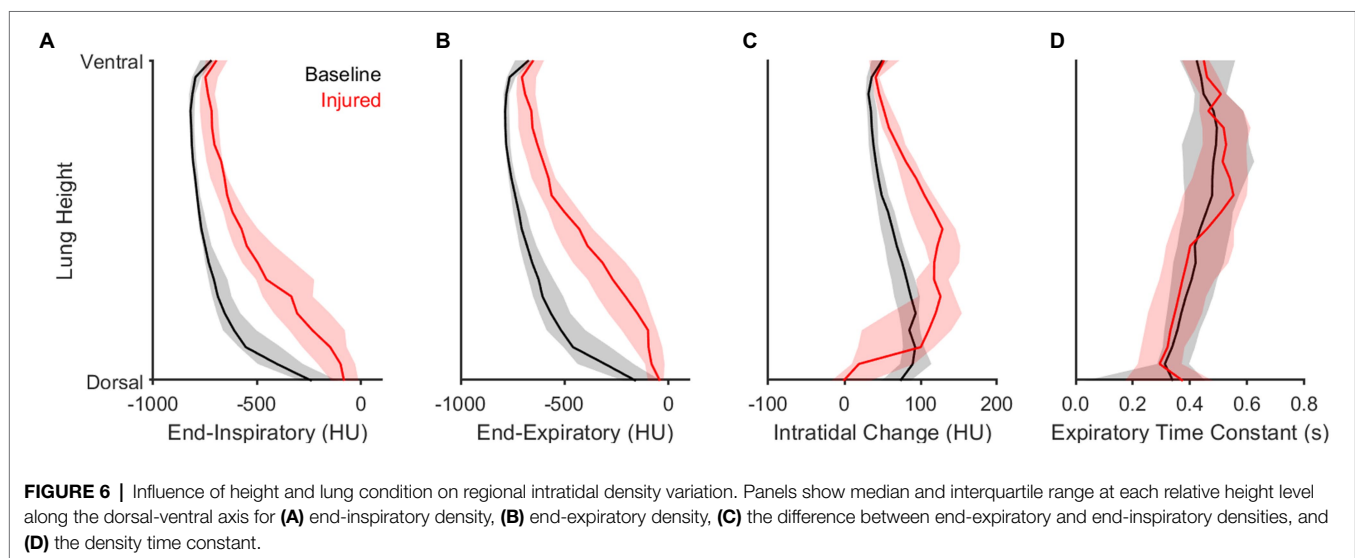 A
B
C
D
Ventral
Baseline
Injured
Lung Height
Dorsal
-1000 -500 0
-1000 -500 0
-100 0 100 200
0.0 0.2 0.4 0.6 0.8
End-Inspiratory (HU)
End-Expiratory (HU)
Intratidal Change (HU)
Expiratory Time Constant (s)
FIGURE 6 | Influence of height and lung condition on regional intratidal density variation. Panels show median and interquartile range at each relative height level
along the dorsal-ventral axis for (A) end-inspiratory density, (B) end-expiratory density, (C) the difference between end-expiratory and end-inspiratory densities, and
(D) the density time constant.